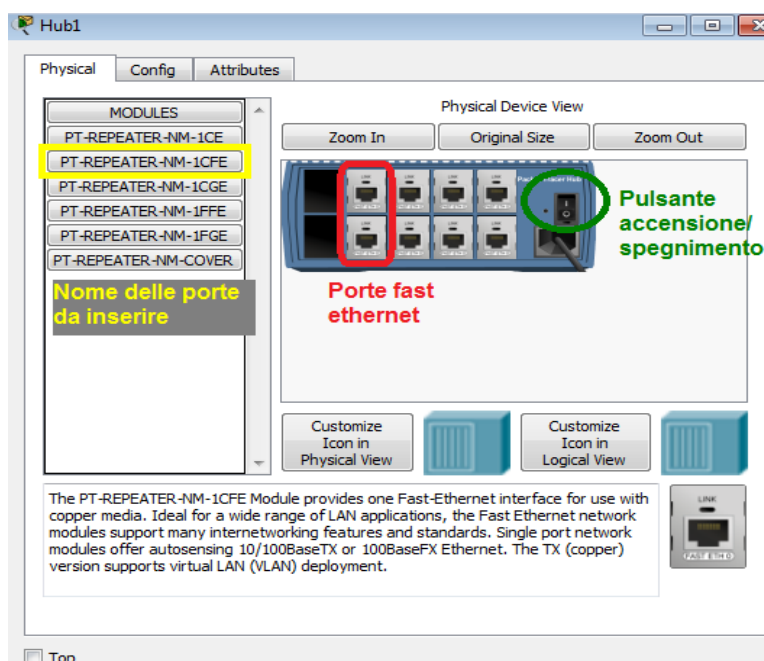 Hub1
Physical
Config
Attributes
MODULES
PT-REPEATER-NM-1CE
PT-REPEATER-NM-1CFE
PT-REPEATER-NM-1CGE
PT-REPEATER-NM-1FFE
PT-REPEATER-NM-1FGE
PT-REPEATER-NM-COVER
Nome delle porte
da inserire
Physical Device View
Zoom In
Original Size
Zoom Out
Pulsante
accensione/
spegnimento
Porte fast
ethernet
Customize
Icon in
Physical View
Customize
Icon in
Logical View
The PT-REPEATER-NM-1CFE Module provides one Fast-Ethernet interface for use with
copper media. Ideal for a wide range of LAN applications, the Fast Ethernet network
modules support many internetworking features and standards. Single port network
modules offer autosensing 10/100BaseTX or 100BaseFX Ethernet. The TX (copper)
version supports virtual LAN (VLAN) deployment.
LINK
FAST ETH 0
Top